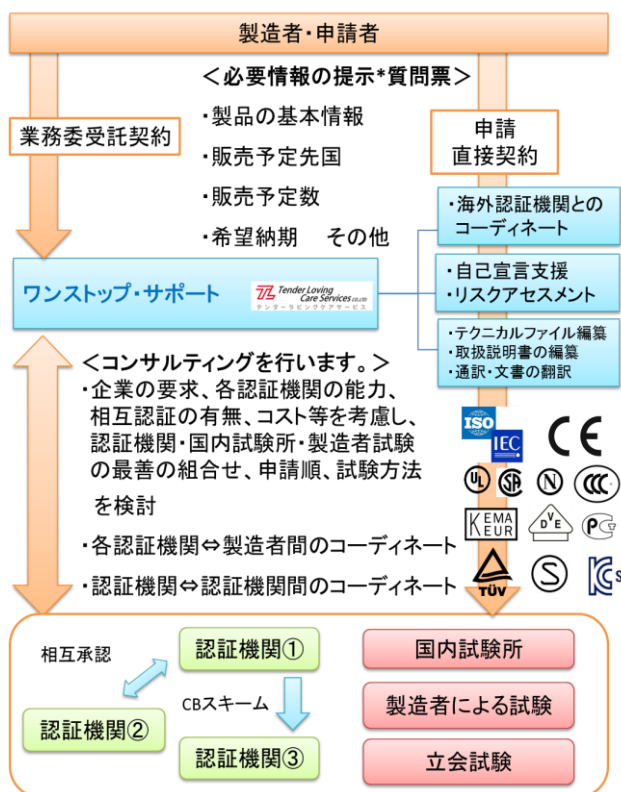 製造者・申請者
＜必要情報の提示*質問票＞
業務委受託契約
・製品の基本情報
・販売予定先国
・販売予定数
・希望納期　その他
申請
直接契約
・海外認証機関との
コーディネート
ワンストップ・サポート
Tender Loving
Care Services co.,LTD
テンターラビングケアサービス
・自己宣言支援
・リスクアセスメント
・テクニカルファイル編纂
・取扱説明書の編纂
・通訳・文書の翻訳
＜コンサルティングを行います。＞
・企業の要求、各認証機関の能力、
相互認証の有無、コスト等を考慮し、
認証機関・国内試験所・製造者試験
の最善の組合せ、申請順、試験方法
を検討
・各認証機関⇔製造者間のコーディネート
・認証機関⇔認証機関間のコーディネート
ISO
IEC
CE
UL
N
CCC
KEMA
KEUR
DVE
TÜV
S
相互承認
認証機関①
認証機関②
CBスキーム
認証機関③
国内試験所
製造者による試験
立会試験